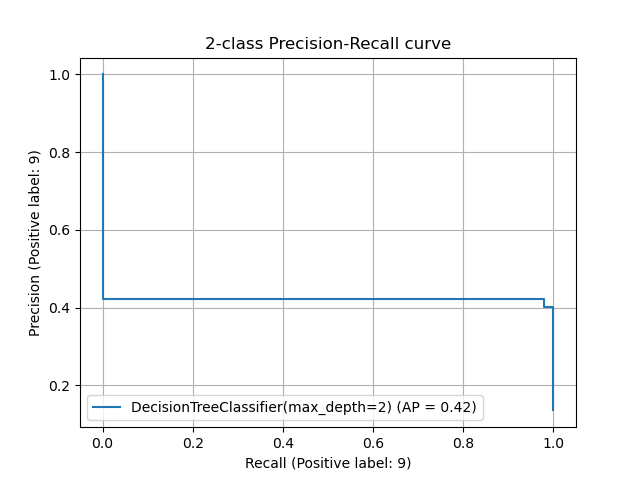 2-class Precision-Recall curve
1.0
0.8
0.6
0.4
0.2
Precision (Positive label: 9)
DecisionTreeClassifier(max_depth=2) (AP = 0.42)
0.0 0.2 0.4 0.6 0.8 1.0
Recall (Positive label: 9)